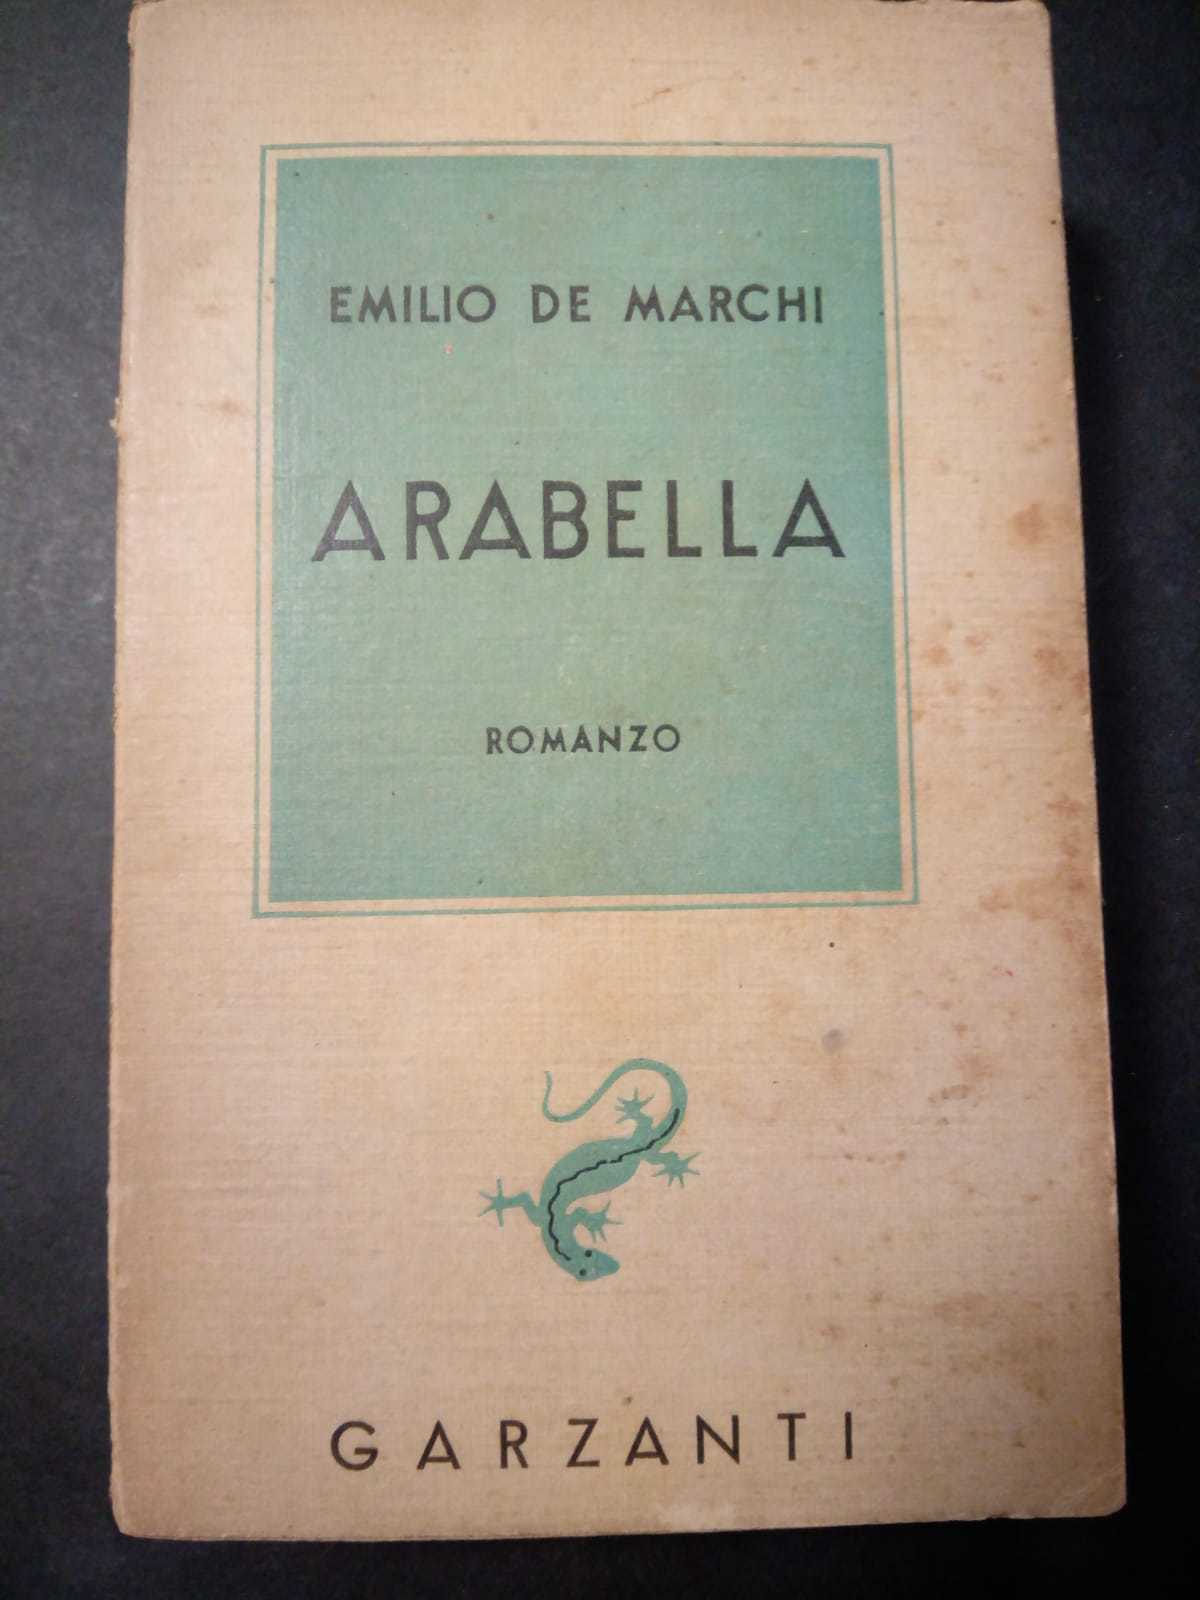 EMILIO DE MARCHI
ARABELLA
ROMANZO
GARZANTI